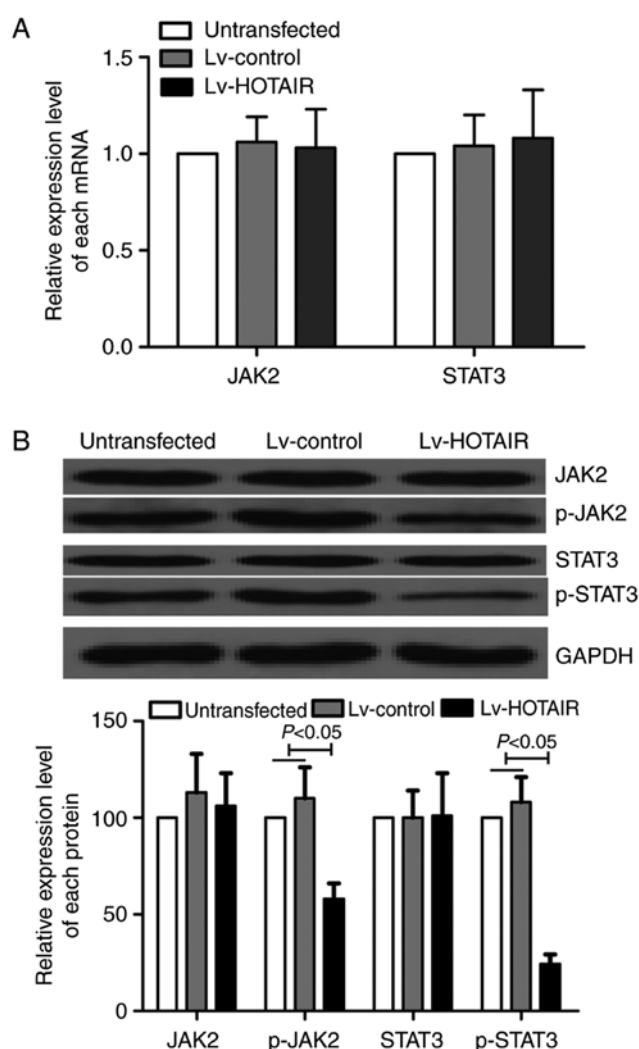 A
Untransfected
Lv-control
Lv-HOTAIR
Relative expression level
of each mRNA
1.5
1.0
0.5
0.0
JAK2 STAT3
B
Untransfected Lv-control Lv-HOTAIR
JAK2
p-JAK2
STAT3
p-STAT3
GAPDH
Untransfected Lv-control Lv-HOTAIR
Relative expression level
of each protein
150
100
50
0
P<0.05
P<0.05
JAK2 p-JAK2 STAT3 p-STAT3